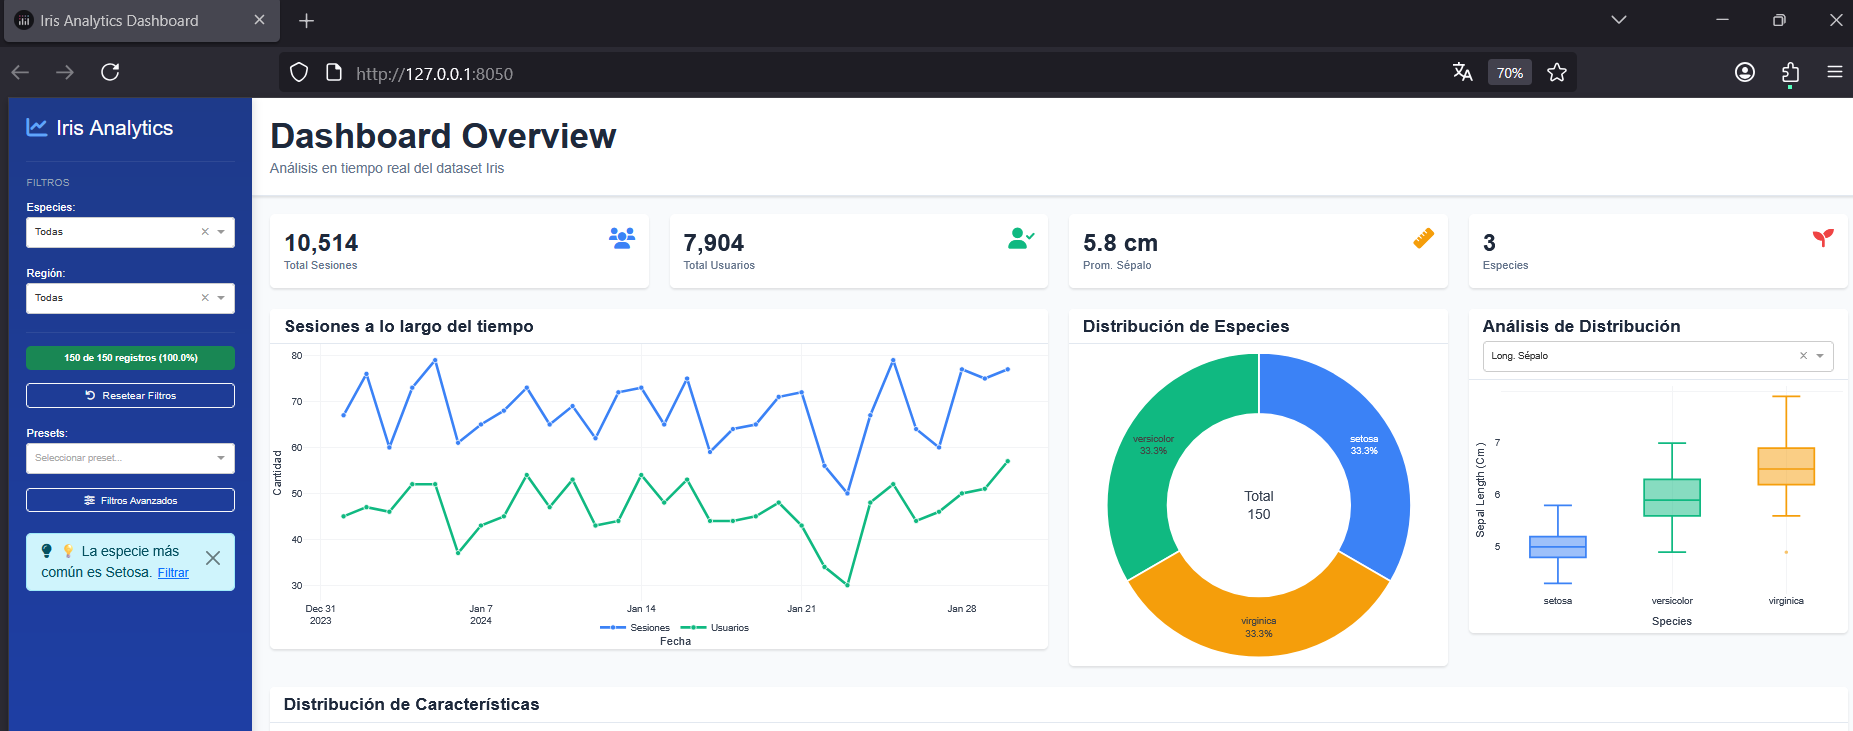 Iris Analytics Dashboard
http://127.0.0.1:8050
70%
Iris Analytics
FILTROS
Especies:
Todas
Región:
Todas
150 de 150 registros (100.0%)
Resetear Filtros
Presets:
Seleccionar preset...
Filtros Avanzados
La especie más
común es Setosa. Filtrar
Dashboard Overview
Análisis en tiempo real del dataset Iris
10,514
Total Sesiones
7,904
Total Usuarios
5.8 cm
Prom. Sépalo
3
Especies
Sesiones a lo largo del tiempo
Cantidad
80
70
60
50
40
30
Dec 31
2023
Jan 7
2024
Jan 14
Jan 21
Jan 28
Sesiones
Usuarios
Fecha
Distribución de Especies
versicolor
33.3%
setosa
33.3%
Total
150
virginica
33.3%
Análisis de Distribución
Long. Sépalo
Sepal Length (Cm)
7
6
5
setosa
versicolor
virginica
Species
Distribución de Características